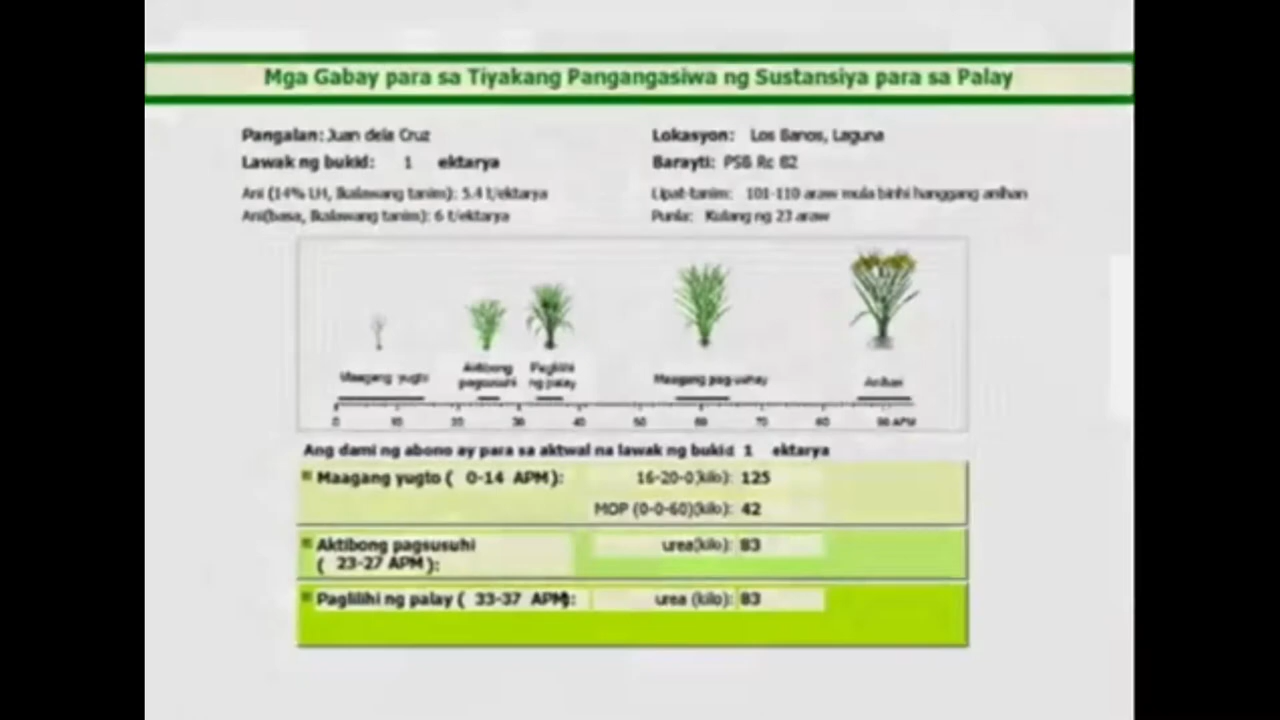 Mga Gabay para sa Tiyakang Pangangasiwa ng Sustansiya para sa Palay
Pangalan: Juan dela Cruz
Lokasyon: Los Banos, Laguna
Lawak ng bukid: 1 ektarya
Barayti: PSB Rc 82
Ani (14% LH, Ikalawang tanim): 5.4 t/ektarya
Lipat-tanim: 101-110 araw mula binhi hanggang anihan
Ani(basa, Ikalawang tanim): 6 t/ektarya
Punla: Kulang ng 23 araw
Maagang yugto
Aktibong pagsusuhi
Paglilihi ng palay
Maagang pag-uuhay
Anihan
0 10 20 30 40 50 60 70 80 90 APM
Ang dami ng abono ay para sa aktwal na lawak ng bukid 1 ektarya
Maagang yugto ( 0-14 APM): 16-20-0(kilo): 125
MOP (0-0-60)(kilo): 42
Aktibong pagsusuhi urea(kilo): 83
( 23-27 APM):
Paglilihi ng palay ( 33-37 APM): urea (kilo): 83